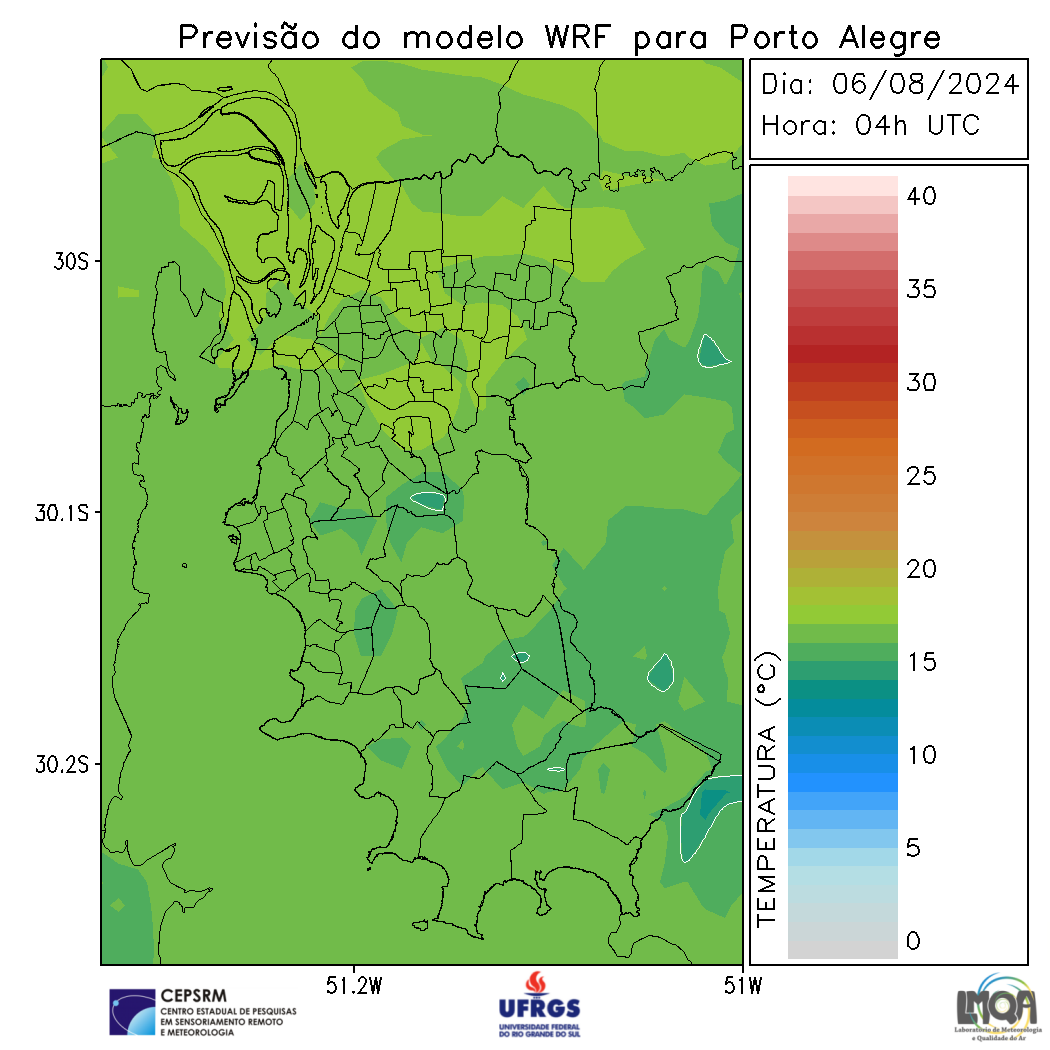 Previsão do modelo WRF para Porto Alegre
Dia: 06/08/2024
Hora: 04h UTC
30S
30.1S
30.2S
51.2W
51W
TEMPERATURA (°C)
40
35
30
25
20
15
10
5
0
CEPSRM
CENTRO ESTADUAL DE PESQUISAS
EM SENSORIAMENTO REMOTO
E METEOROLOGIA
UFRGS
UNIVERSIDADE FEDERAL
DO RIO GRANDE DO SUL
LMQA
Laboratório de Meteorologia
e Qualidade do Ar